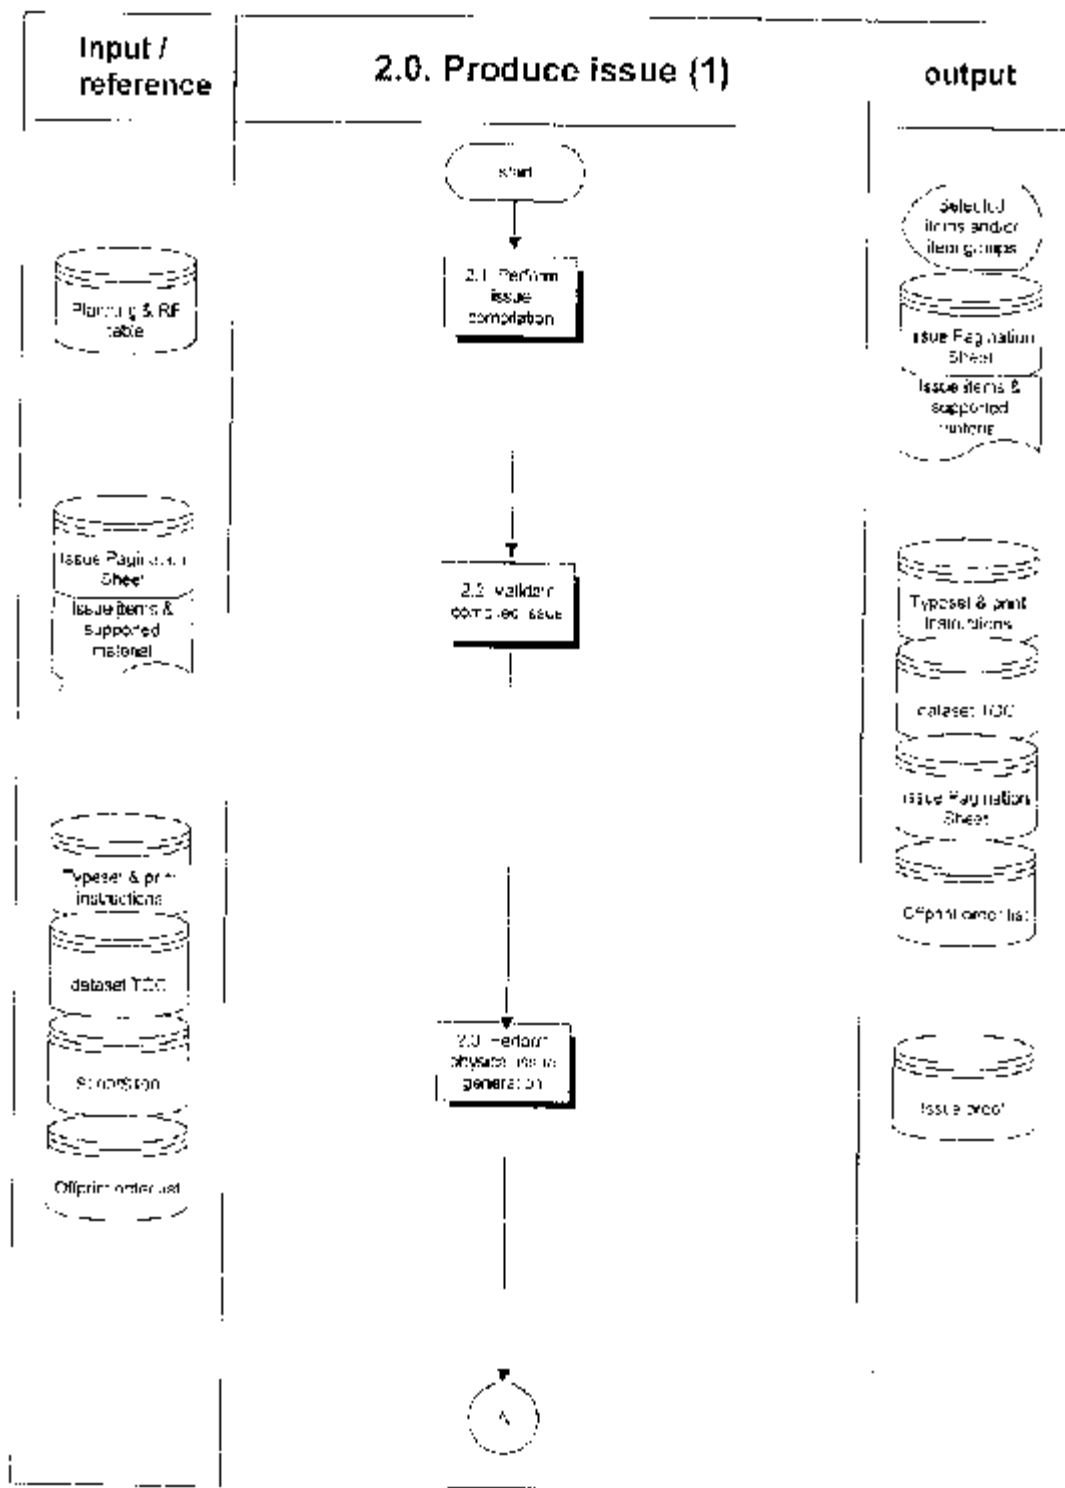 Input /
reference
2.0. Produce issue (1)
output
start
Selected
items and/or
item groups
2.1. Perform
issue
compilation
Planning & RF
table
Issue Pagination
Sheet
Issue items &
supported
material
Issue Pagination
Sheet
Issue items &
supported
material
2.2. Validate
compiled issue
Typeset & print
Instructions
dataset TOC
Issue Pagination
Sheet
Offprint order list
Typeset & print
instructions
dataset TOC
Offprint order list
2.3. Perform
physical issue
generation
Issue proof
A